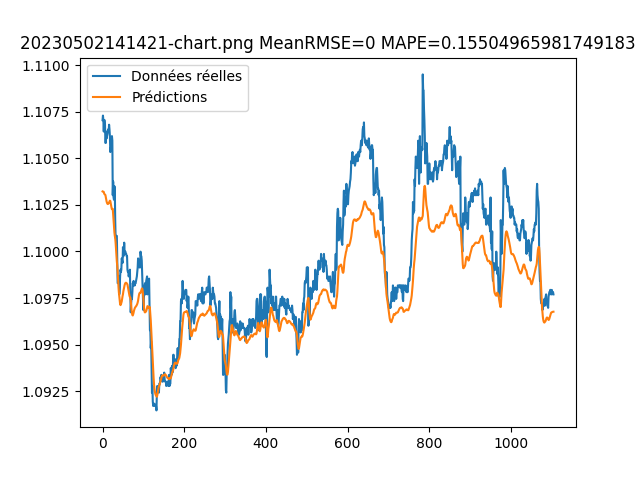 20230502141421-chart.png MeanRMSE=0 MAPE=0.15504965981749183
Données réelles
Prédictions
1.1100
1.1075
1.1050
1.1025
1.1000
1.0975
1.0950
1.0925
0 200 400 600 800 1000